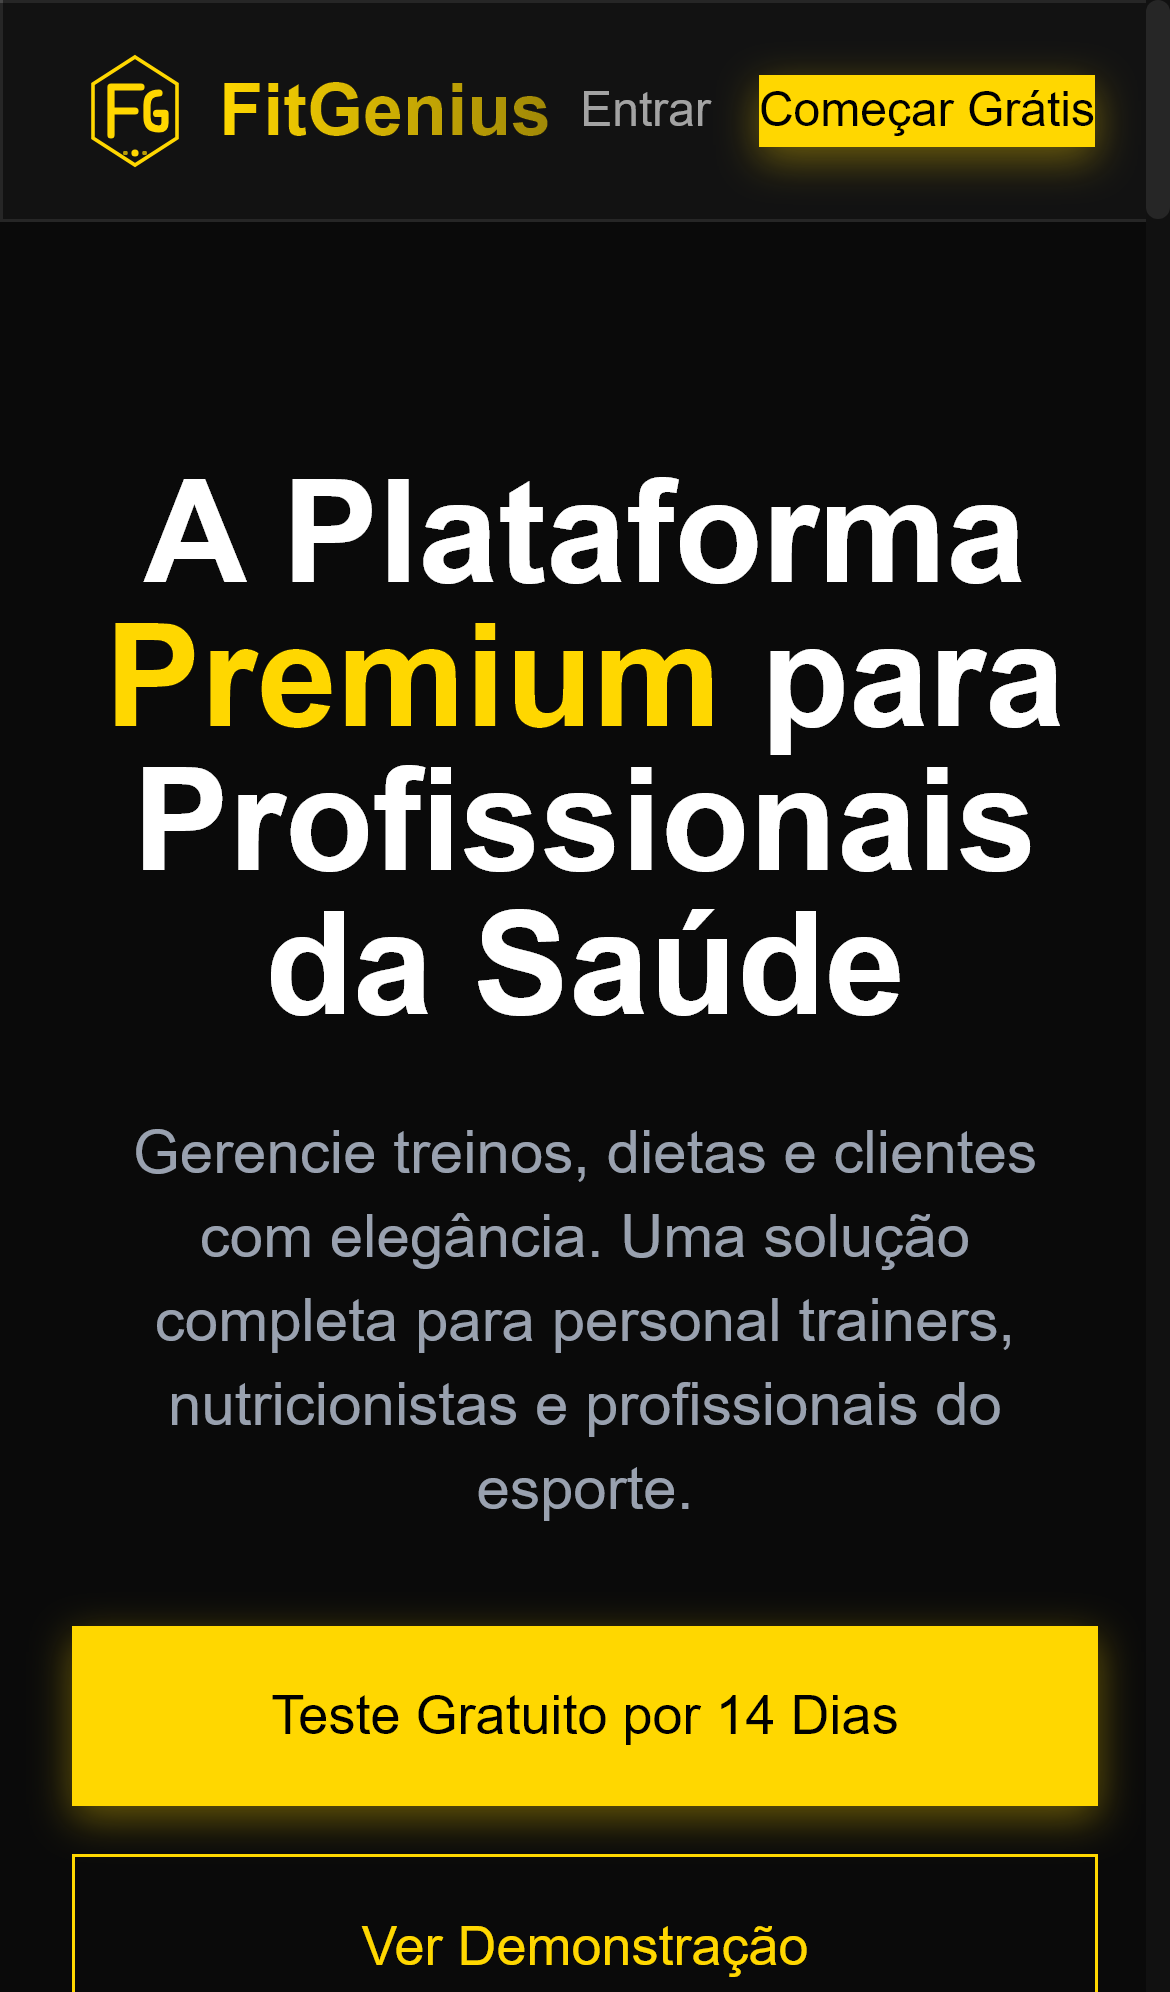 FG FitGenius Entrar Começar Grátis
A Plataforma
Premium para
Profissionais
da Saúde
Gerencie treinos, dietas e clientes
com elegância. Uma solução
completa para personal trainers,
nutricionistas e profissionais do
esporte.
Teste Gratuito por 14 Dias
Ver Demonstração